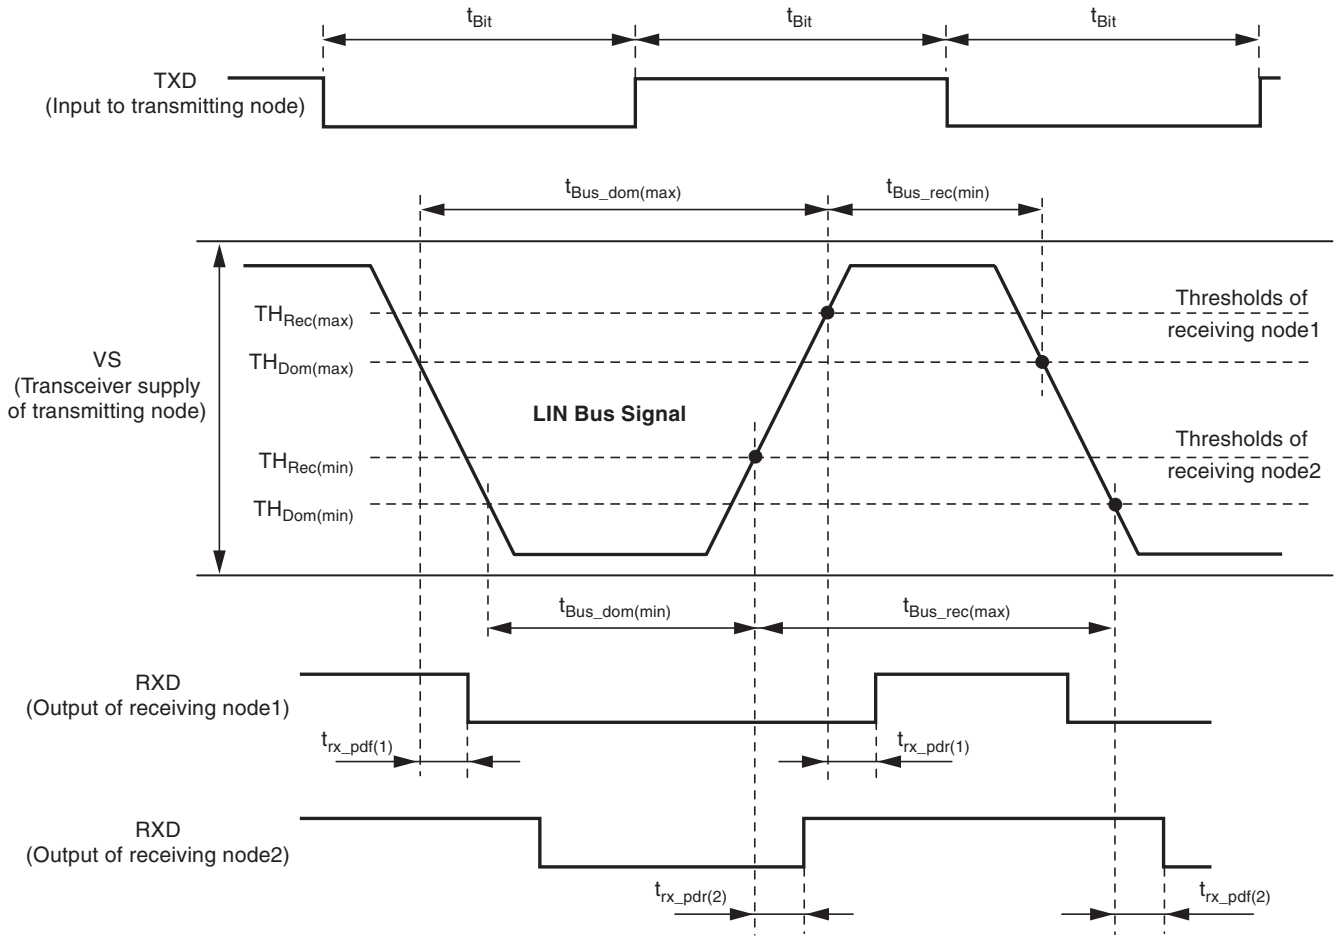 tBit tBit tBit
TXD
(Input to transmitting node)
tBus_dom(max) tBus_rec(min)
THRec(max)
Thresholds of
receiving node1
THDom(max)
VS
(Transceiver supply
of transmitting node)
LIN Bus Signal
THRec(min)
Thresholds of
receiving node2
THDom(min)
tBus_dom(min) tBus_rec(max)
RXD
(Output of receiving node1)
trx_pdf(1) trx_pdr(1)
RXD
(Output of receiving node2)
trx_pdr(2) trx_pdf(2)